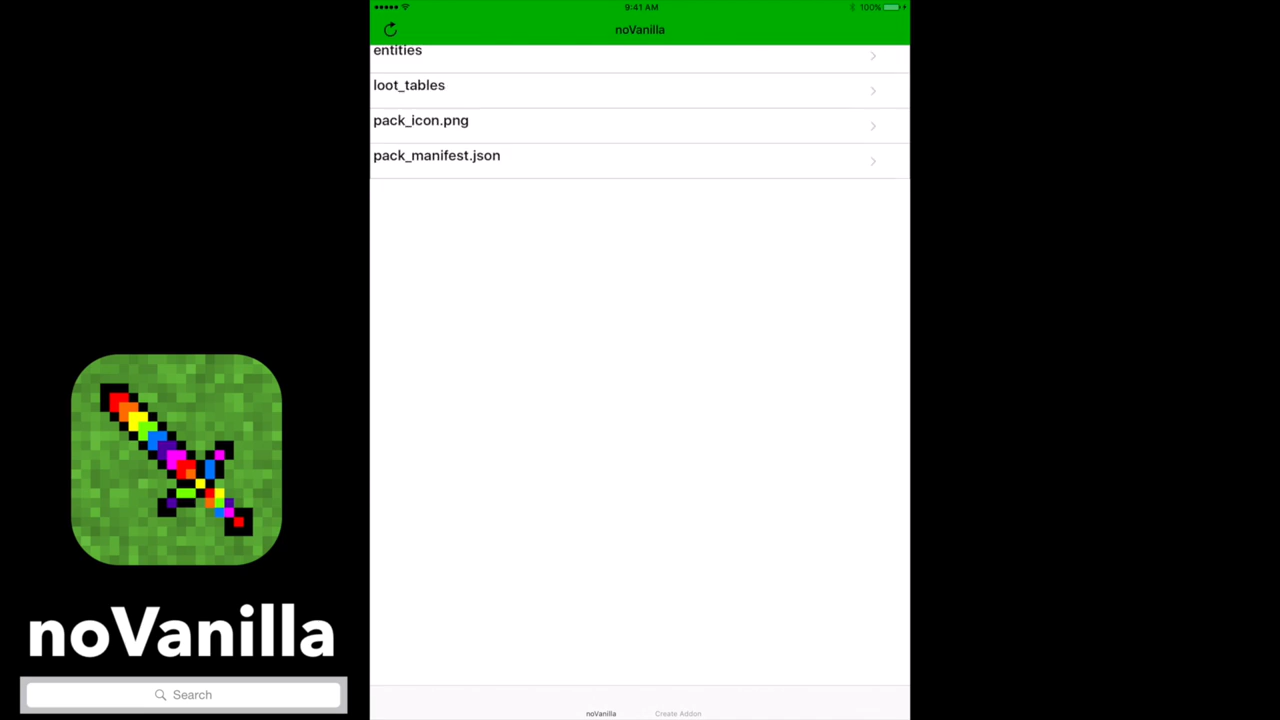 9:41 AM
100%
noVanilla
entities
loot_tables
pack_icon.png
pack_manifest.json
noVanilla
Search
noVanilla
Create Addon